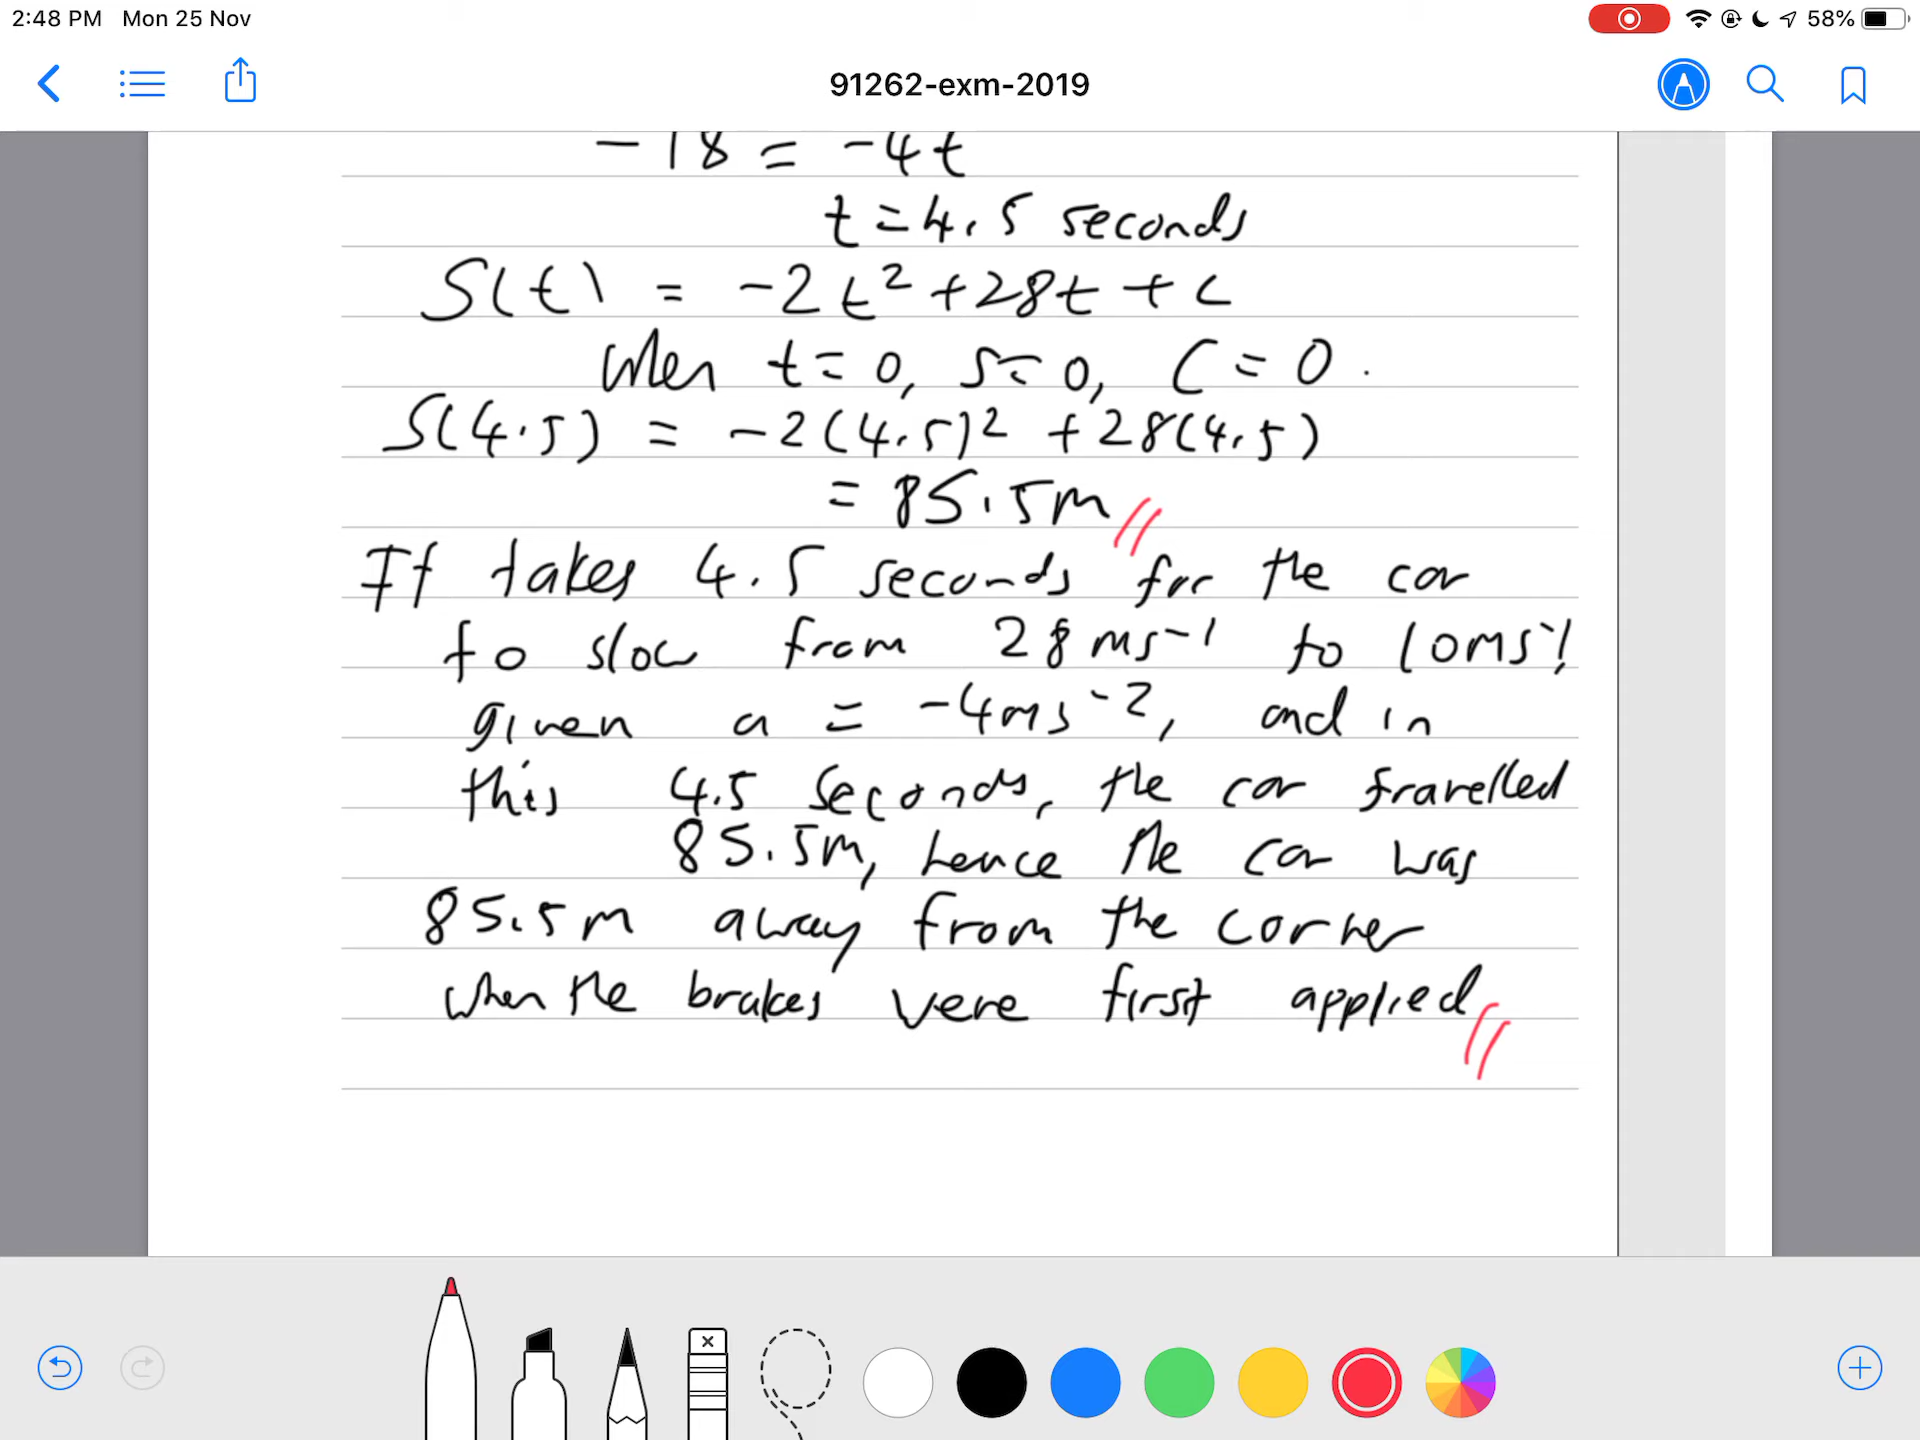 2:48 PM Mon 25 Nov 58%
91262-exm-2019
-18 = -4t
t = 4.5 seconds
S(t) = -2t² + 28t + c
when t = 0, s = 0, C = 0.
S(4.5) = -2(4.5)² + 28(4.5)
= 85.5m
It takes 4.5 seconds for the car
to slow from 28ms⁻¹ to 10ms⁻¹
given a = -4ms⁻², and in
this 4.5 seconds, the car travelled
85.5m, hence the car was
85.5m away from the corner
when the brakes were first applied